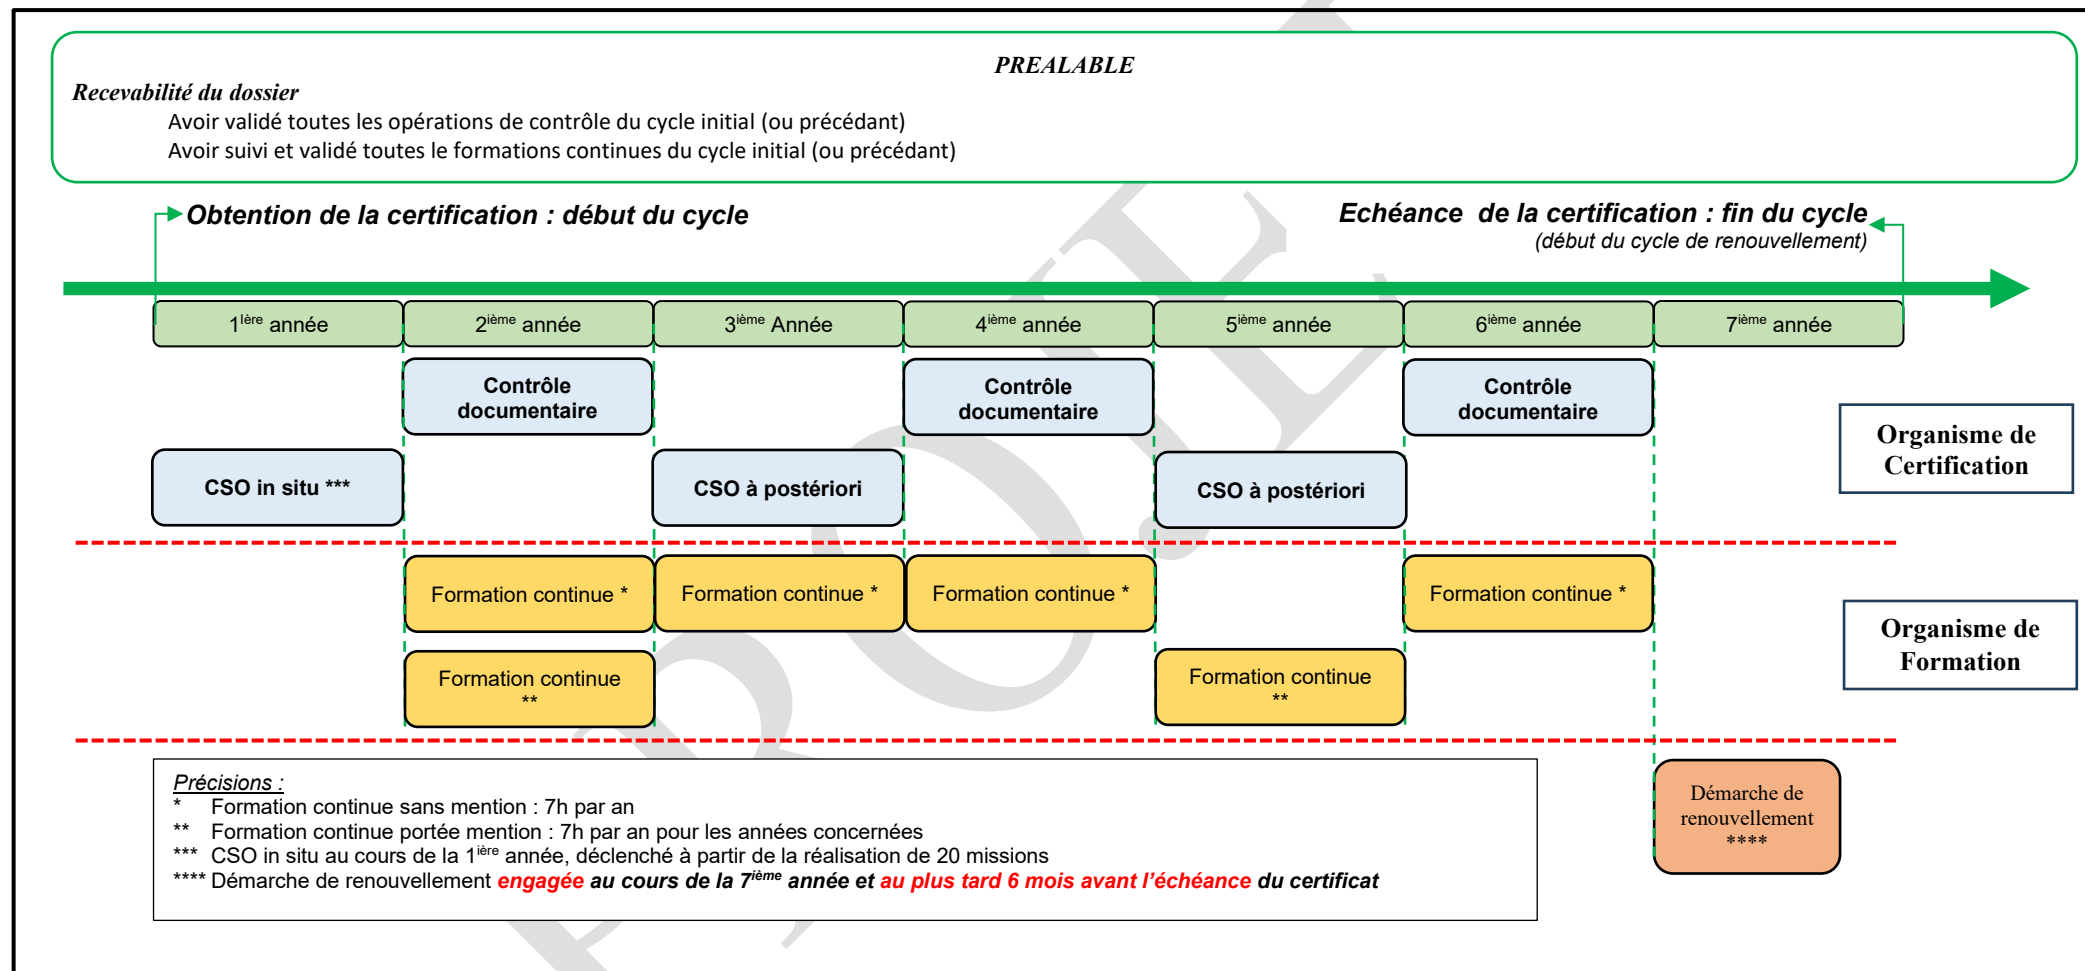 PREALABLE
Recevabilité du dossier
Avoir validé toutes les opérations de contrôle du cycle initial (ou précédant)
Avoir suivi et validé toutes le formations continues du cycle initial (ou précédant)
Obtention de la certification : début du cycle
Echéance de la certification : fin du cycle
(début du cycle de renouvellement)
1lère année
2ième année
3ième Année
4ième année
5ième année
6ième année
7ième année
Contrôle
documentaire
Contrôle
documentaire
Contrôle
documentaire
Organisme de
Certification
CSO in situ ***
CSO à postériori
CSO à postériori
Formation continue *
Formation continue *
Formation continue *
Formation continue *
Organisme de
Formation
Formation continue
**
Formation continue
**
Démarche de
renouvellement
****
Précisions :
* Formation continue sans mention : 7h par an
** Formation continue portée mention : 7h par an pour les années concernées
*** CSO in situ au cours de la 1ière année, déclenché à partir de la réalisation de 20 missions
**** Démarche de renouvellement engagée au cours de la 7ième année et au plus tard 6 mois avant l'échéance du certificat